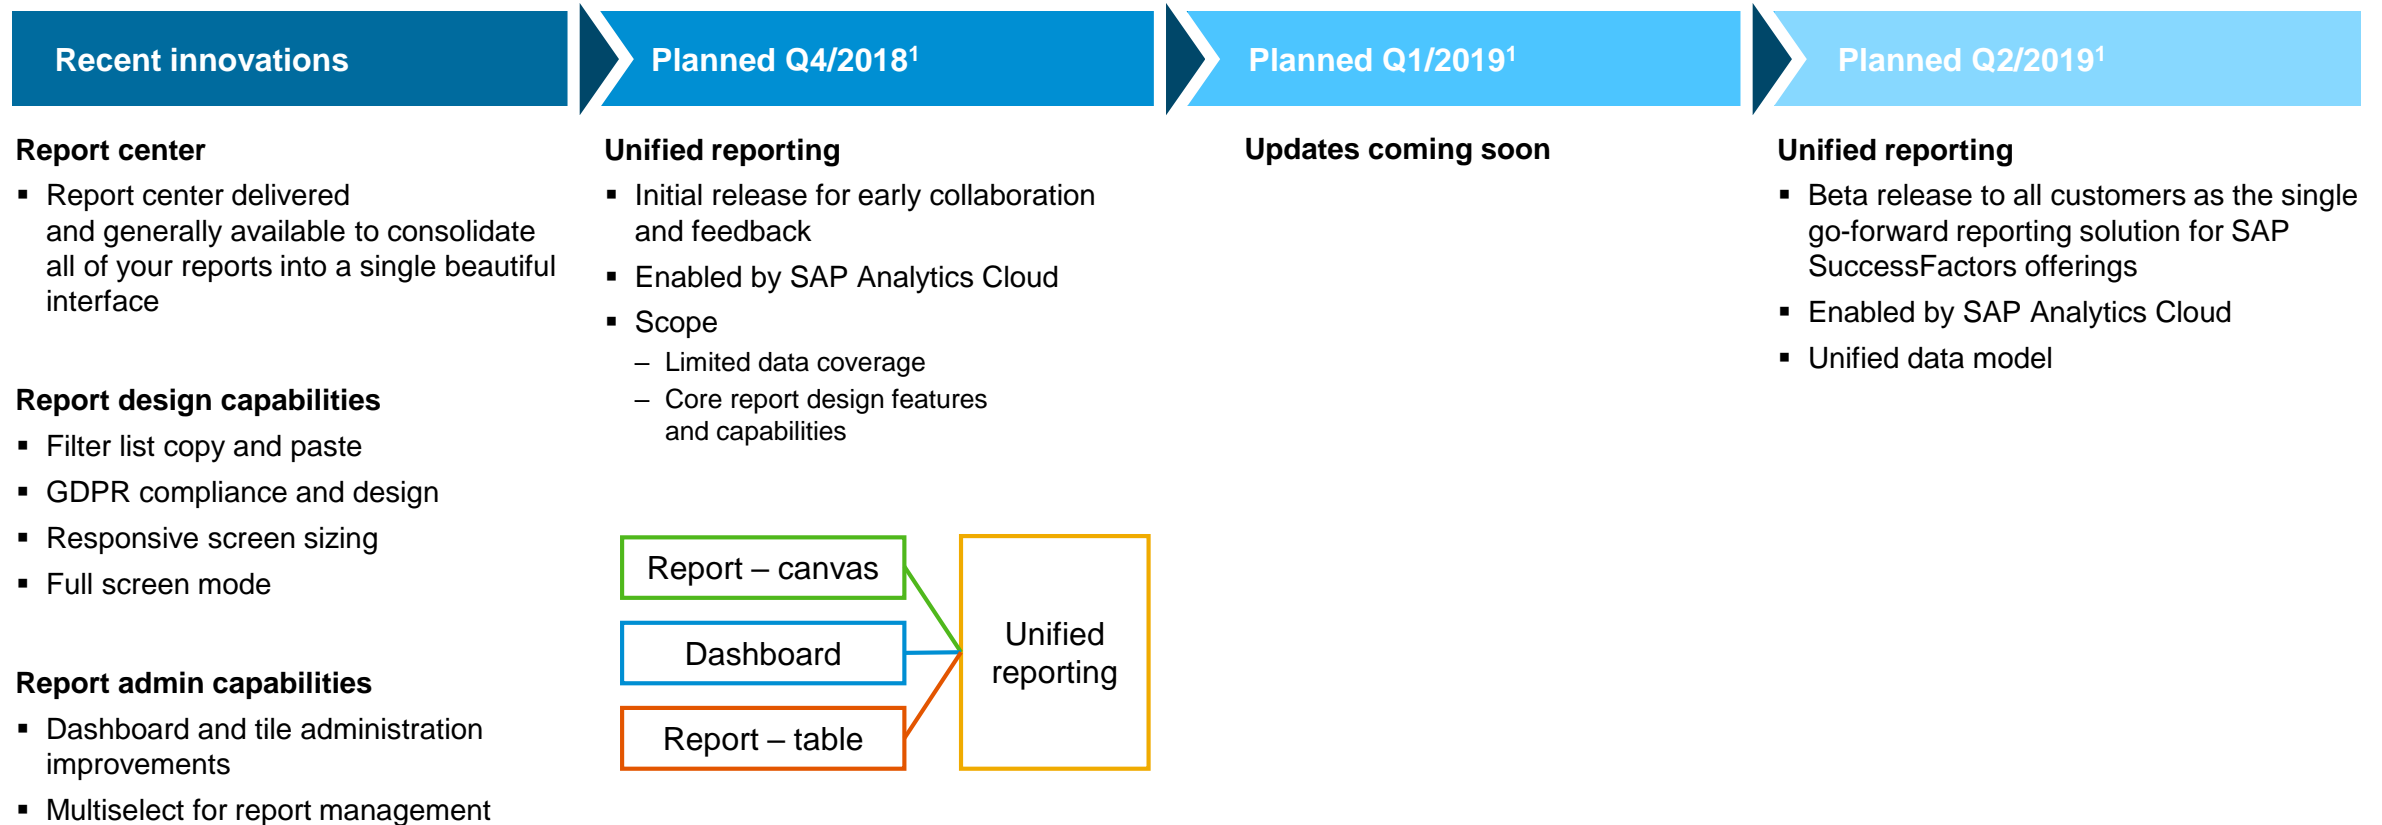 Recent innovations
Planned Q4/2018¹
Planned Q1/2019¹
Planned Q2/2019¹
Report center
▪ Report center delivered
and generally available to consolidate
all of your reports into a single beautiful
interface
Report design capabilities
▪ Filter list copy and paste
▪ GDPR compliance and design
▪ Responsive screen sizing
▪ Full screen mode
Report admin capabilities
▪ Dashboard and tile administration
improvements
▪ Multiselect for report management
Unified reporting
▪ Initial release for early collaboration
and feedback
▪ Enabled by SAP Analytics Cloud
▪ Scope
– Limited data coverage
– Core report design features
and capabilities
Report – canvas
Dashboard
Report – table
Unified
reporting
Updates coming soon
Unified reporting
▪ Beta release to all customers as the single
go-forward reporting solution for SAP
SuccessFactors offerings
▪ Enabled by SAP Analytics Cloud
▪ Unified data model